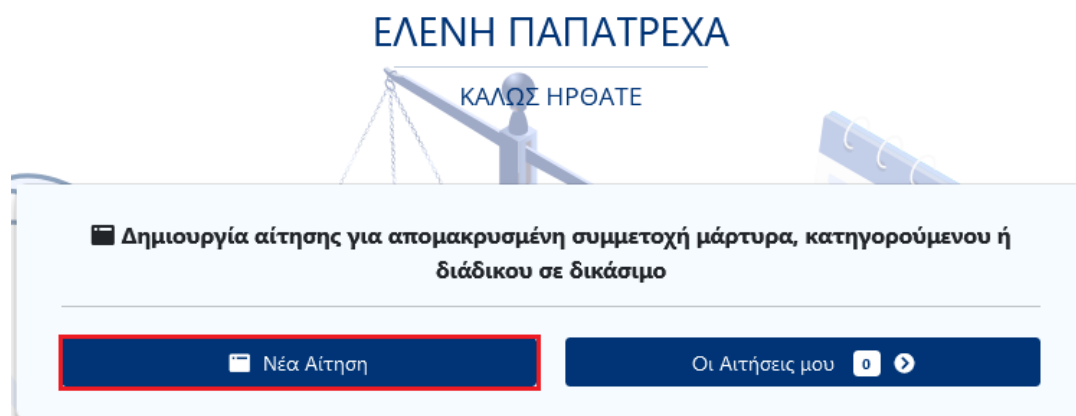 ΕΛΕΝΗ ΠΑΠΑΤΡΕΧΑ
ΚΑΛΩΣ ΗΡΘΑΤΕ
Δημιουργία αίτησης για απομακρυσμένη συμμετοχή μάρτυρα, κατηγορούμενου ή
διάδικου σε δικάσιμο
Νέα Αίτηση
Οι Αιτήσεις μου 0